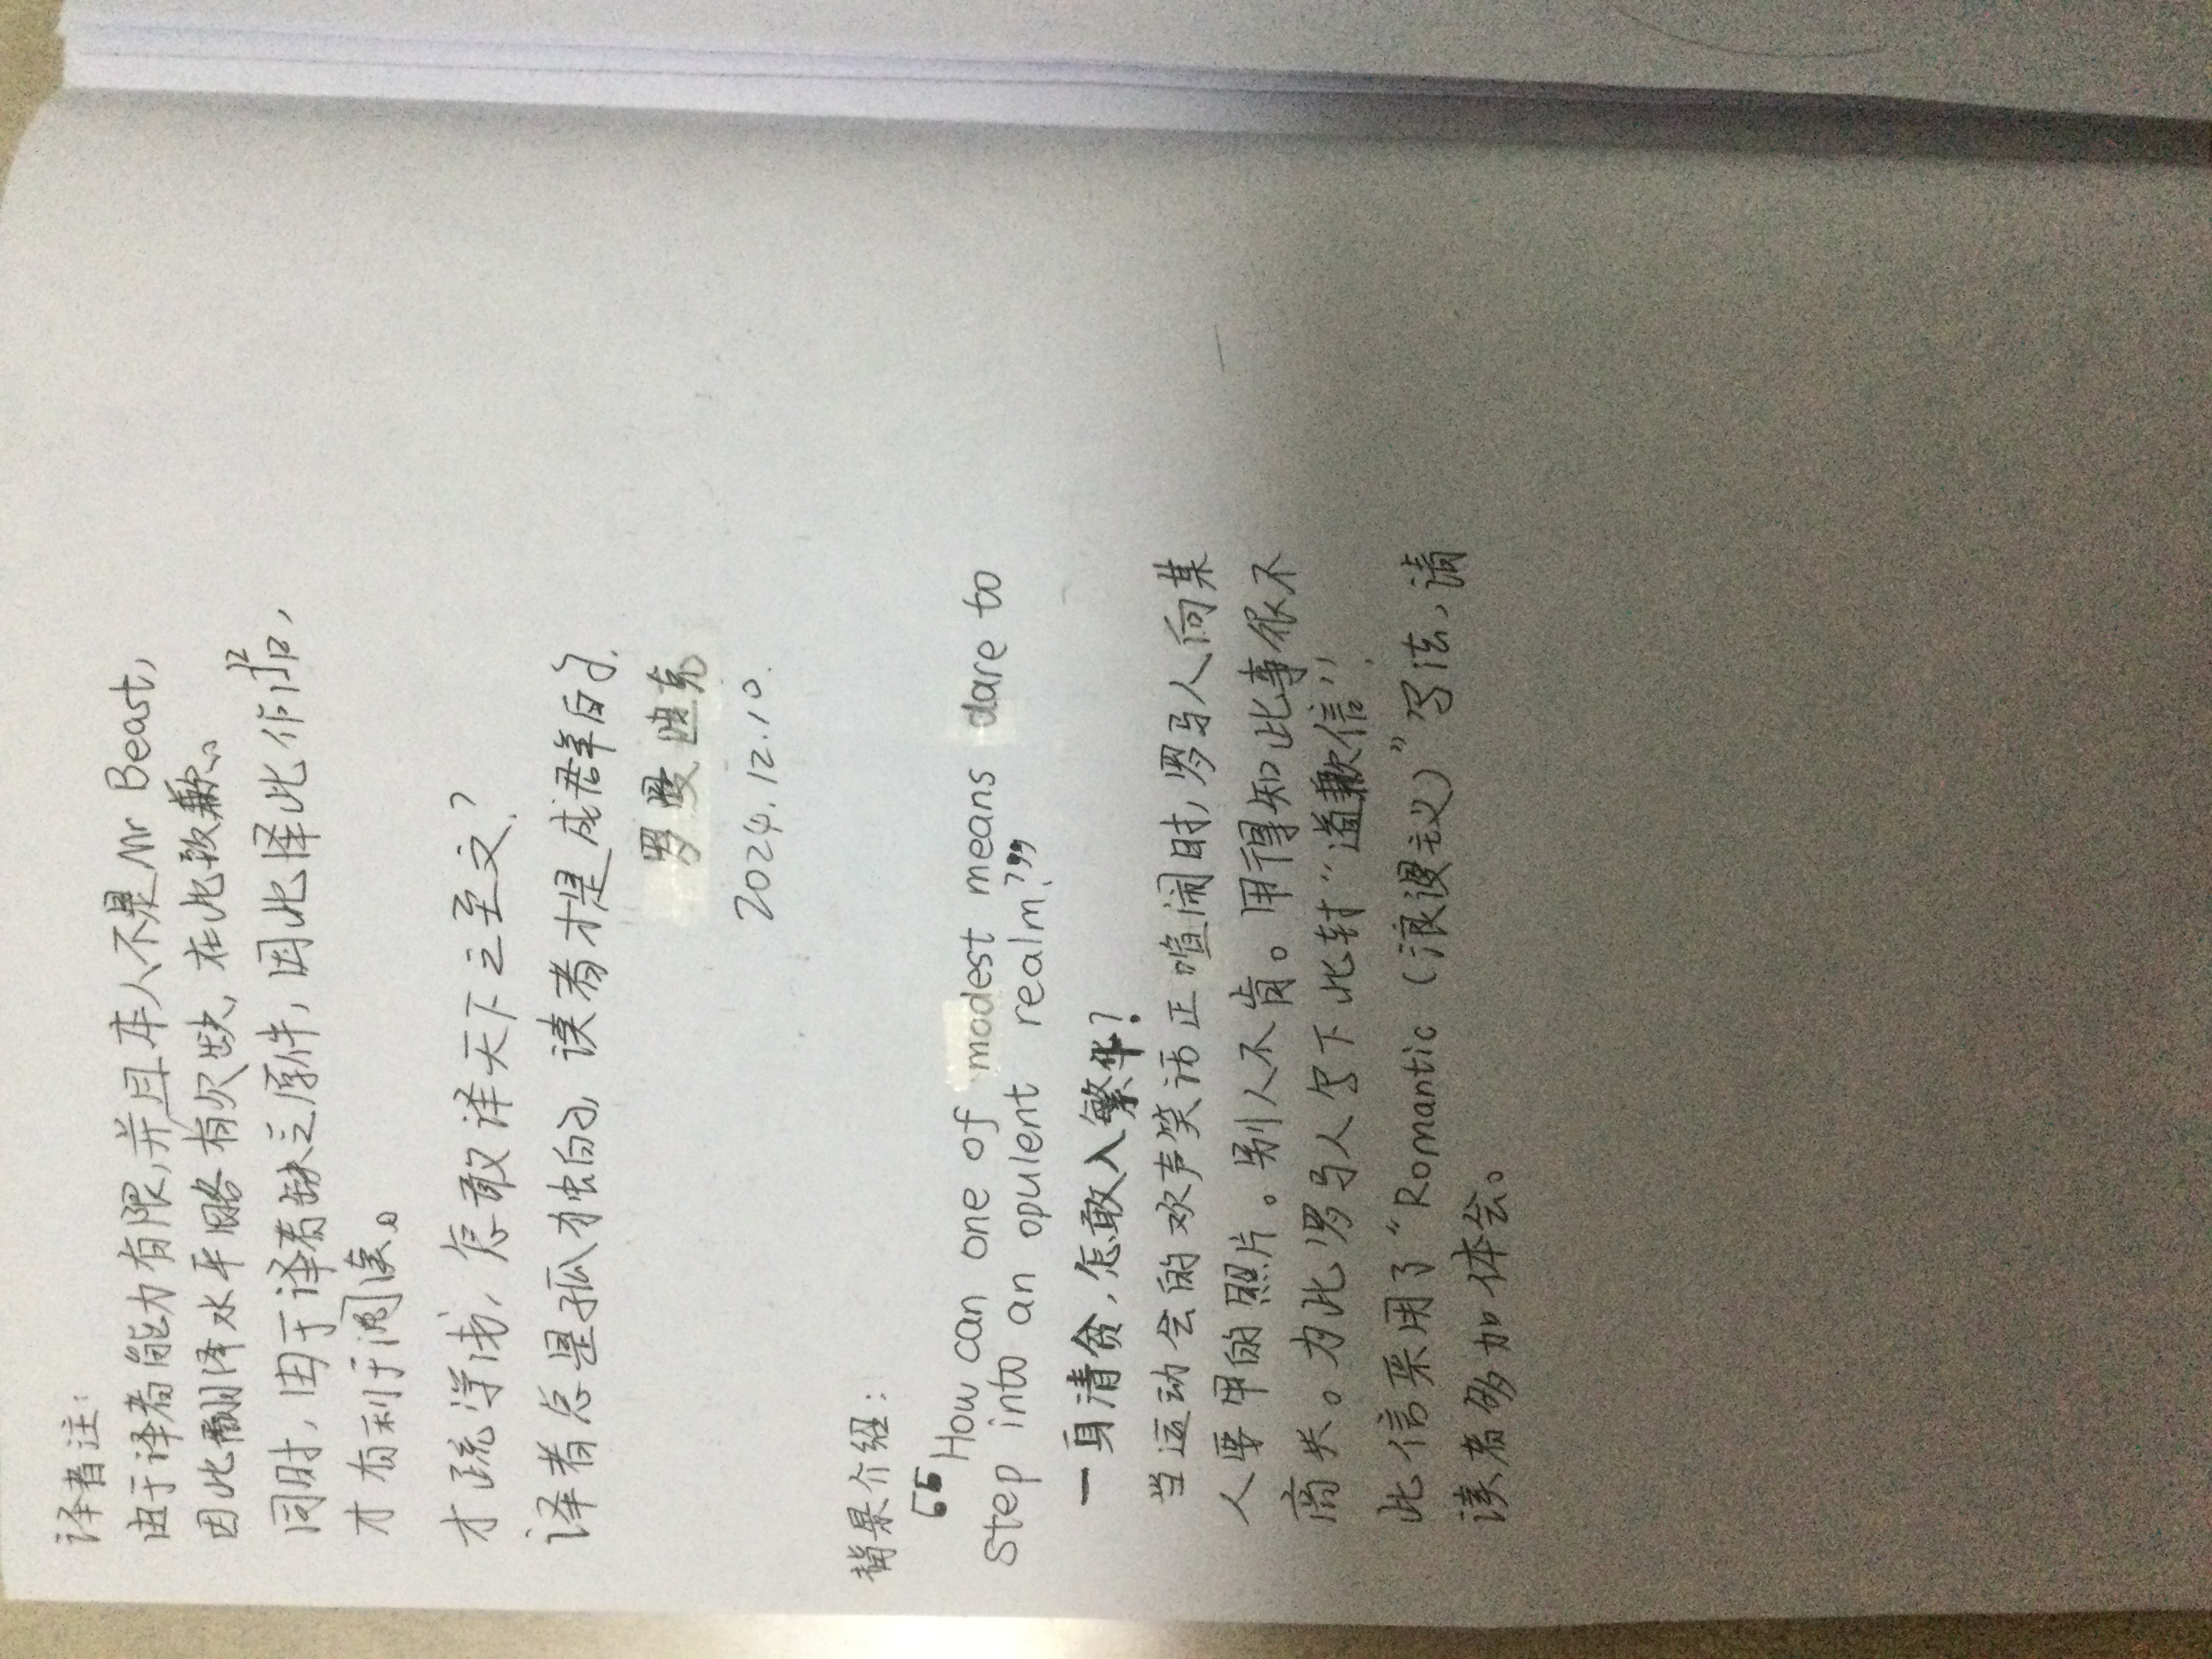 译者注:
由于译者能力有限,并且本人不是Mr Beast,
因此翻译水平略有欠缺,在此致歉。
同时,由于译者缺乏原件,因此译此作品,
才有利于阅读。
才疏学浅,怎敢译天下之至文?
译者总是孤独的,读者才是成群的.
罗曼迪克
2024.12.10.
背景介绍:
“How can one of modest means dare to
step into an opulent realm?”
一身清贫,怎敢入繁华?
当运动会的欢声笑话正喧闹时,罗马人向某
人要甲的照片。别人不肯。甲得知此事很不
高兴。为此罗马人写下此封“道歉信”!
此信采用了“Romantic(浪漫主义)”写法,请
读者多加体会。